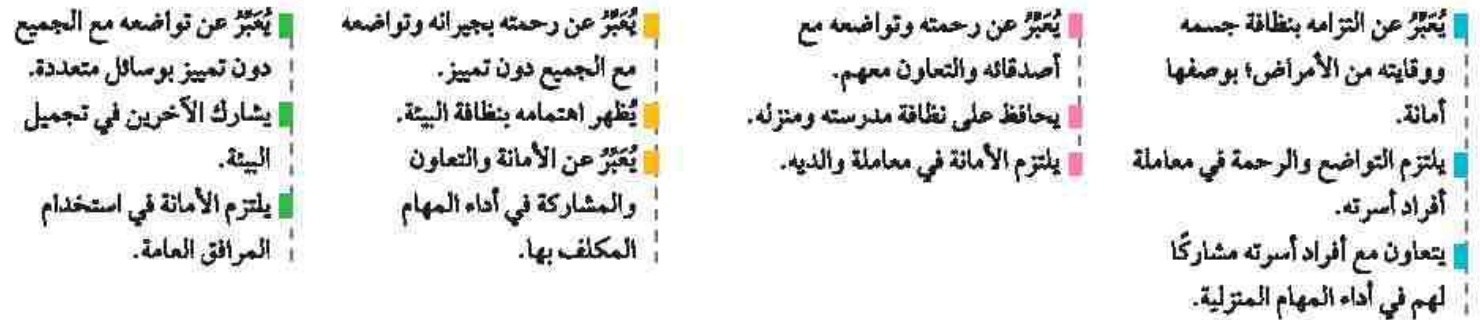 يُعَبِّرُ عن التزامه بنظافة جسمه
ووقايته من الأمراض؛ بوصفها
أمانة.
يلتزم التواضع والرحمة في معاملة
أفراد أسرته.
يتعاون مع أفراد أسرته مشاركًا
لهم في أداء المهام المنزلية.
يُعَبِّرُ عن رحمته وتواضعه مع
أصدقائه والتعاون معهم.
يحافظ على نظافة مدرسته ومنزله.
يلتزم الأمانة في معاملة والديه.
يُعَبِّرُ عن رحمته بجيرانه وتواضعه
مع الجميع دون تمييز.
يُظهر اهتمامه بنظافة البيئة.
يُعَبِّرُ عن الأمانة والتعاون
والمشاركة في أداء المهام
المكلف بها.
يُعَبِّرُ عن تواضعه مع الجميع
دون تمييز بوسائل متعددة.
يشارك الآخرين في تجميل
البيئة.
يلتزم الأمانة في استخدام
المرافق العامة.